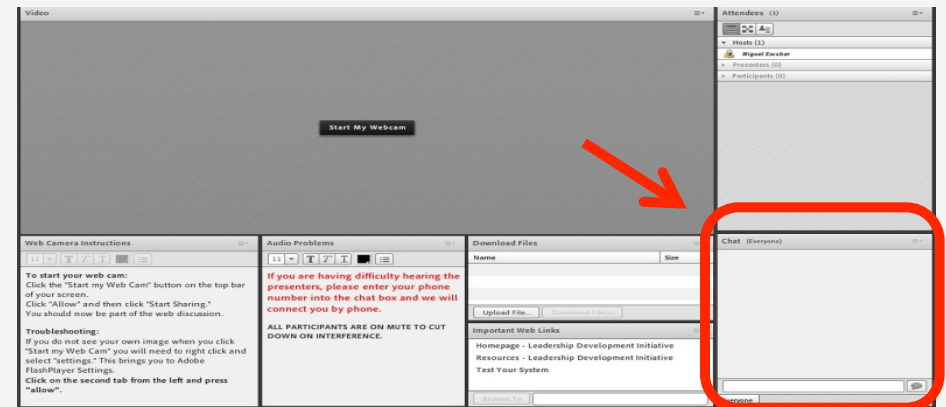 Video
Start My Webcam
Attendees (1)
Hosts (1)
Miguel Escobar
Presenters (0)
Participants (0)
Web Camera Instructions
11 T T T
To start your web cam:
Click the "Start my Web Cam" button on the top bar
of your screen.
Click "Allow" and then click "Start Sharing."
You should now be part of the web discussion.
Troubleshooting:
If you do not see your own image when you click
"Start my Web Cam" you will need to right click and
select "settings." This brings you to Adobe
FlashPlayer Settings.
Click on the second tab from the left and press
"allow".
Audio Problems
11 T T T
If you are having difficulty hearing the
presenters, please enter your phone
number into the chat box and we will
connect you by phone.
ALL PARTICIPANTS ARE ON MUTE TO CUT
DOWN ON INTERFERENCE.
Download Files
Name Size
Upload File... Download File(s)
Important Web Links
Homepage - Leadership Development Initiative
Resources - Leadership Development Initiative
Test Your System
Browse To
Chat (Everyone)
Everyone